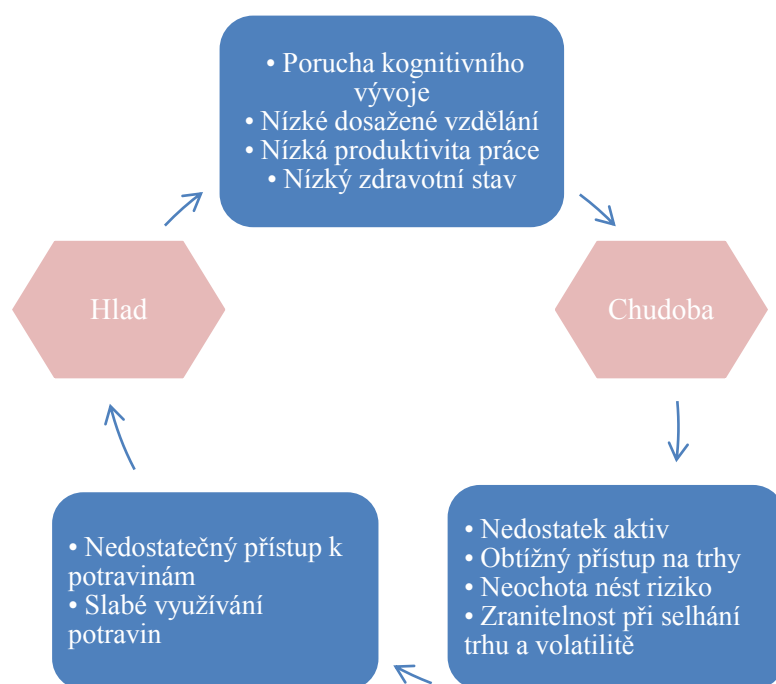 • Porucha kognitivního
vývoje
• Nízké dosažené vzdělání
• Nízká produktivita práce
• Nízký zdravotní stav
Hlad
Chudoba
• Nedostatečný přístup k
potravinám
• Slabé využívání
potravin
• Nedostatek aktiv
• Obtížný přístup na trhy
• Neochota nést riziko
• Zranitelnost při selhání
trhu a volatilitě